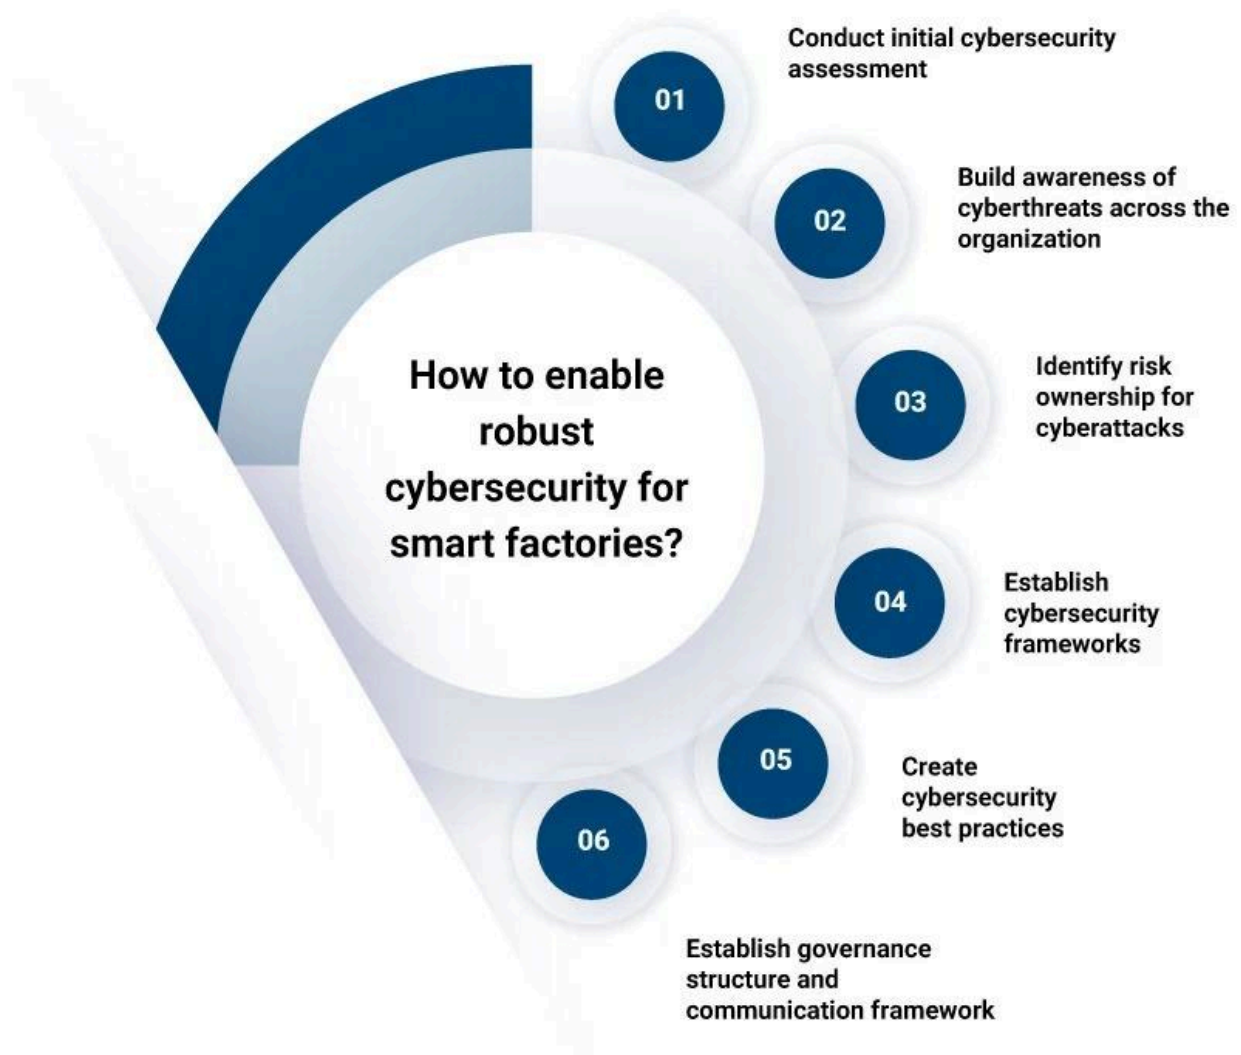 How to enable
robust
cybersecurity for
smart factories?
01
Conduct initial cybersecurity
assessment
02
Build awareness of
cyberthreats across the
organization
03
Identify risk
ownership for
cyberattacks
04
Establish
cybersecurity
frameworks
05
Create
cybersecurity
best practices
06
Establish governance
structure and
communication framework